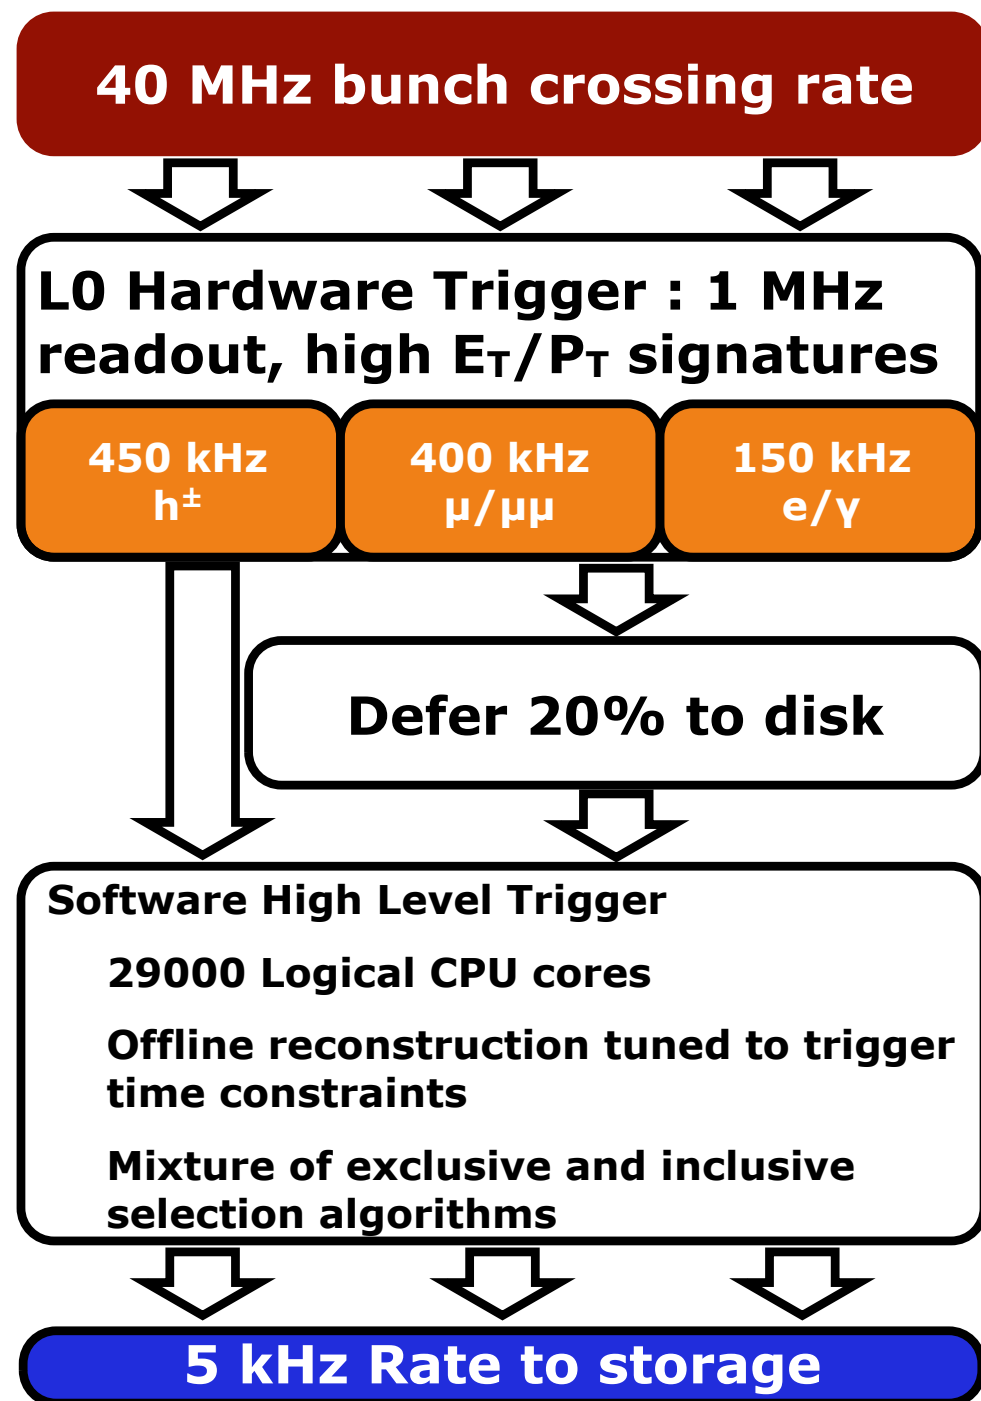 40 MHz bunch crossing rate
L0 Hardware Trigger : 1 MHz
readout, high E_T/P_T signatures
450 kHz
h±
400 kHz
μ/μμ
150 kHz
e/γ
Defer 20% to disk
Software High Level Trigger
29000 Logical CPU cores
Offline reconstruction tuned to trigger
time constraints
Mixture of exclusive and inclusive
selection algorithms
5 kHz Rate to storage